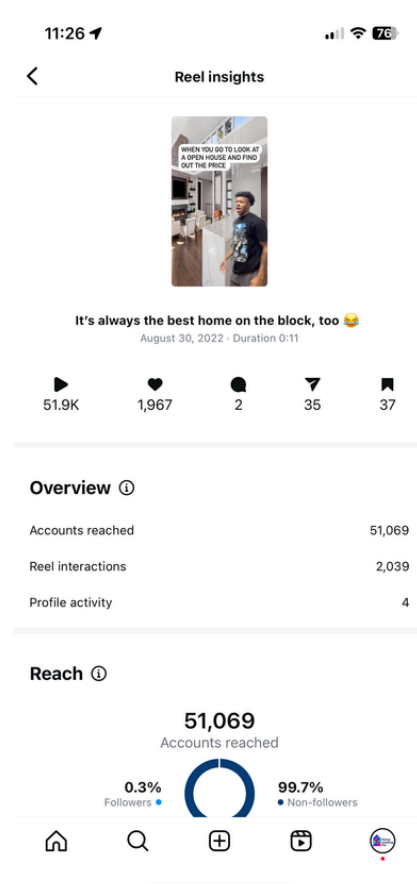 11:26
76
Reel insights
WHEN YOU GO TO LOOK AT
A OPEN HOUSE AND FIND
OUT THE PRICE
It's always the best home on the block, too 😂
August 30, 2022 · Duration 0:11
51.9K 1,967 2 35 37
Overview
Accounts reached 51,069
Reel interactions 2,039
Profile activity 4
Reach
51,069
Accounts reached
0.3% 99.7%
Followers Non-followers